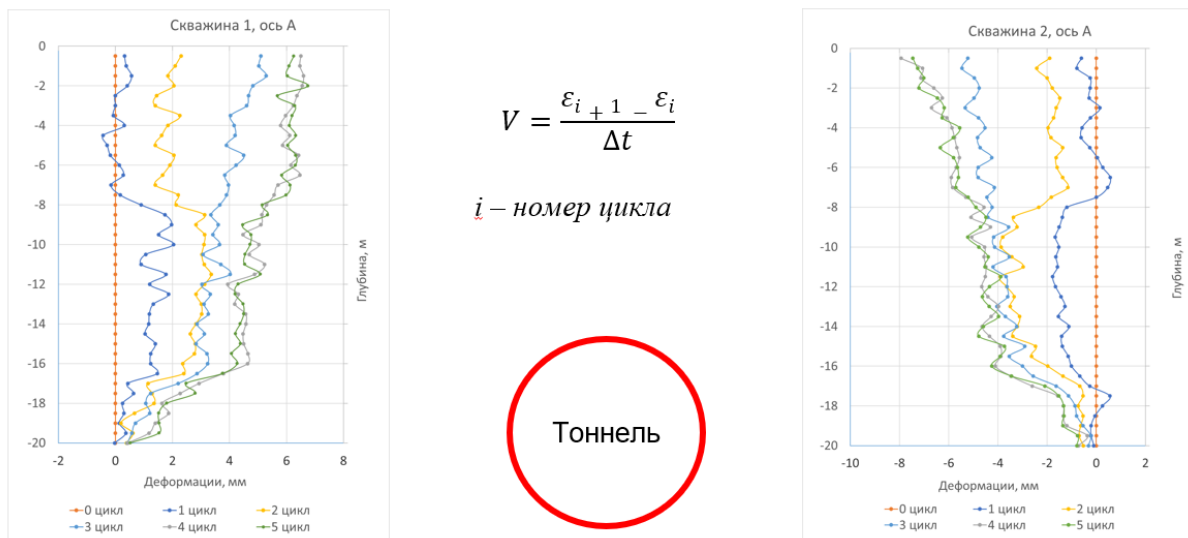 Скважина 1, ось А
-2 0 2 4 6 8
0
-2
-4
-6
-8
-10
-12
-14
-16
-18
-20
Глубина, м
Деформации, мм
0 цикл 1 цикл 2 цикл
3 цикл 4 цикл 5 цикл
V = (ε_{i + 1} − ε_i) / Δt
i – номер цикла
Тоннель
Скважина 2, ось А
0
-2
-4
-6
-8
-10
-12
-14
-16
-18
-20
Глубина, м
-10 -8 -6 -4 -2 0 2
Деформации, мм
0 цикл 1 цикл 2 цикл
3 цикл 4 цикл 5 цикл